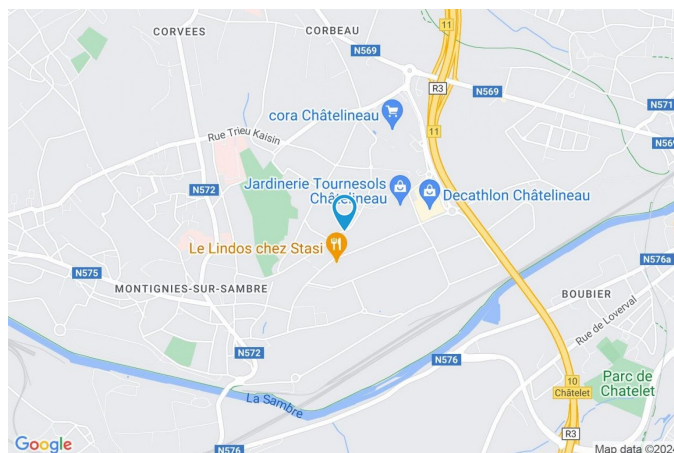 CORVEES
CORBEAU
11
N569
R3
N569
N571
cora Châtelineau
11
Rue Trieu Kaisin
N569
N572
Jardinerie Tournesols
Châtelineau
Decathlon Châtelineau
Le Lindos chez Stasi
N575
N576a
MONTIGNIES-SUR-SAMBRE
BOUBIER
Rue de Loverval
N572
N576
10
Châtelet
Parc de
Chatelet
La Sambre
R3
N576
Google
Map data ©2024